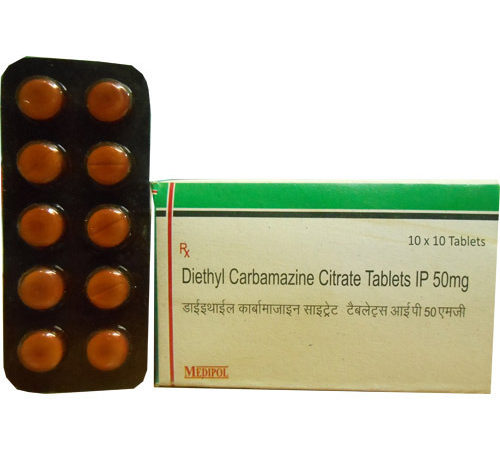 10 x 10 Tablets
Rx
Diethyl Carbamazine Citrate Tablets IP 50mg
डाईइथाईल कार्बामाजाइन साइट्रेट टैबलेट्स आई पी 50 एमजी
MEDIPOL